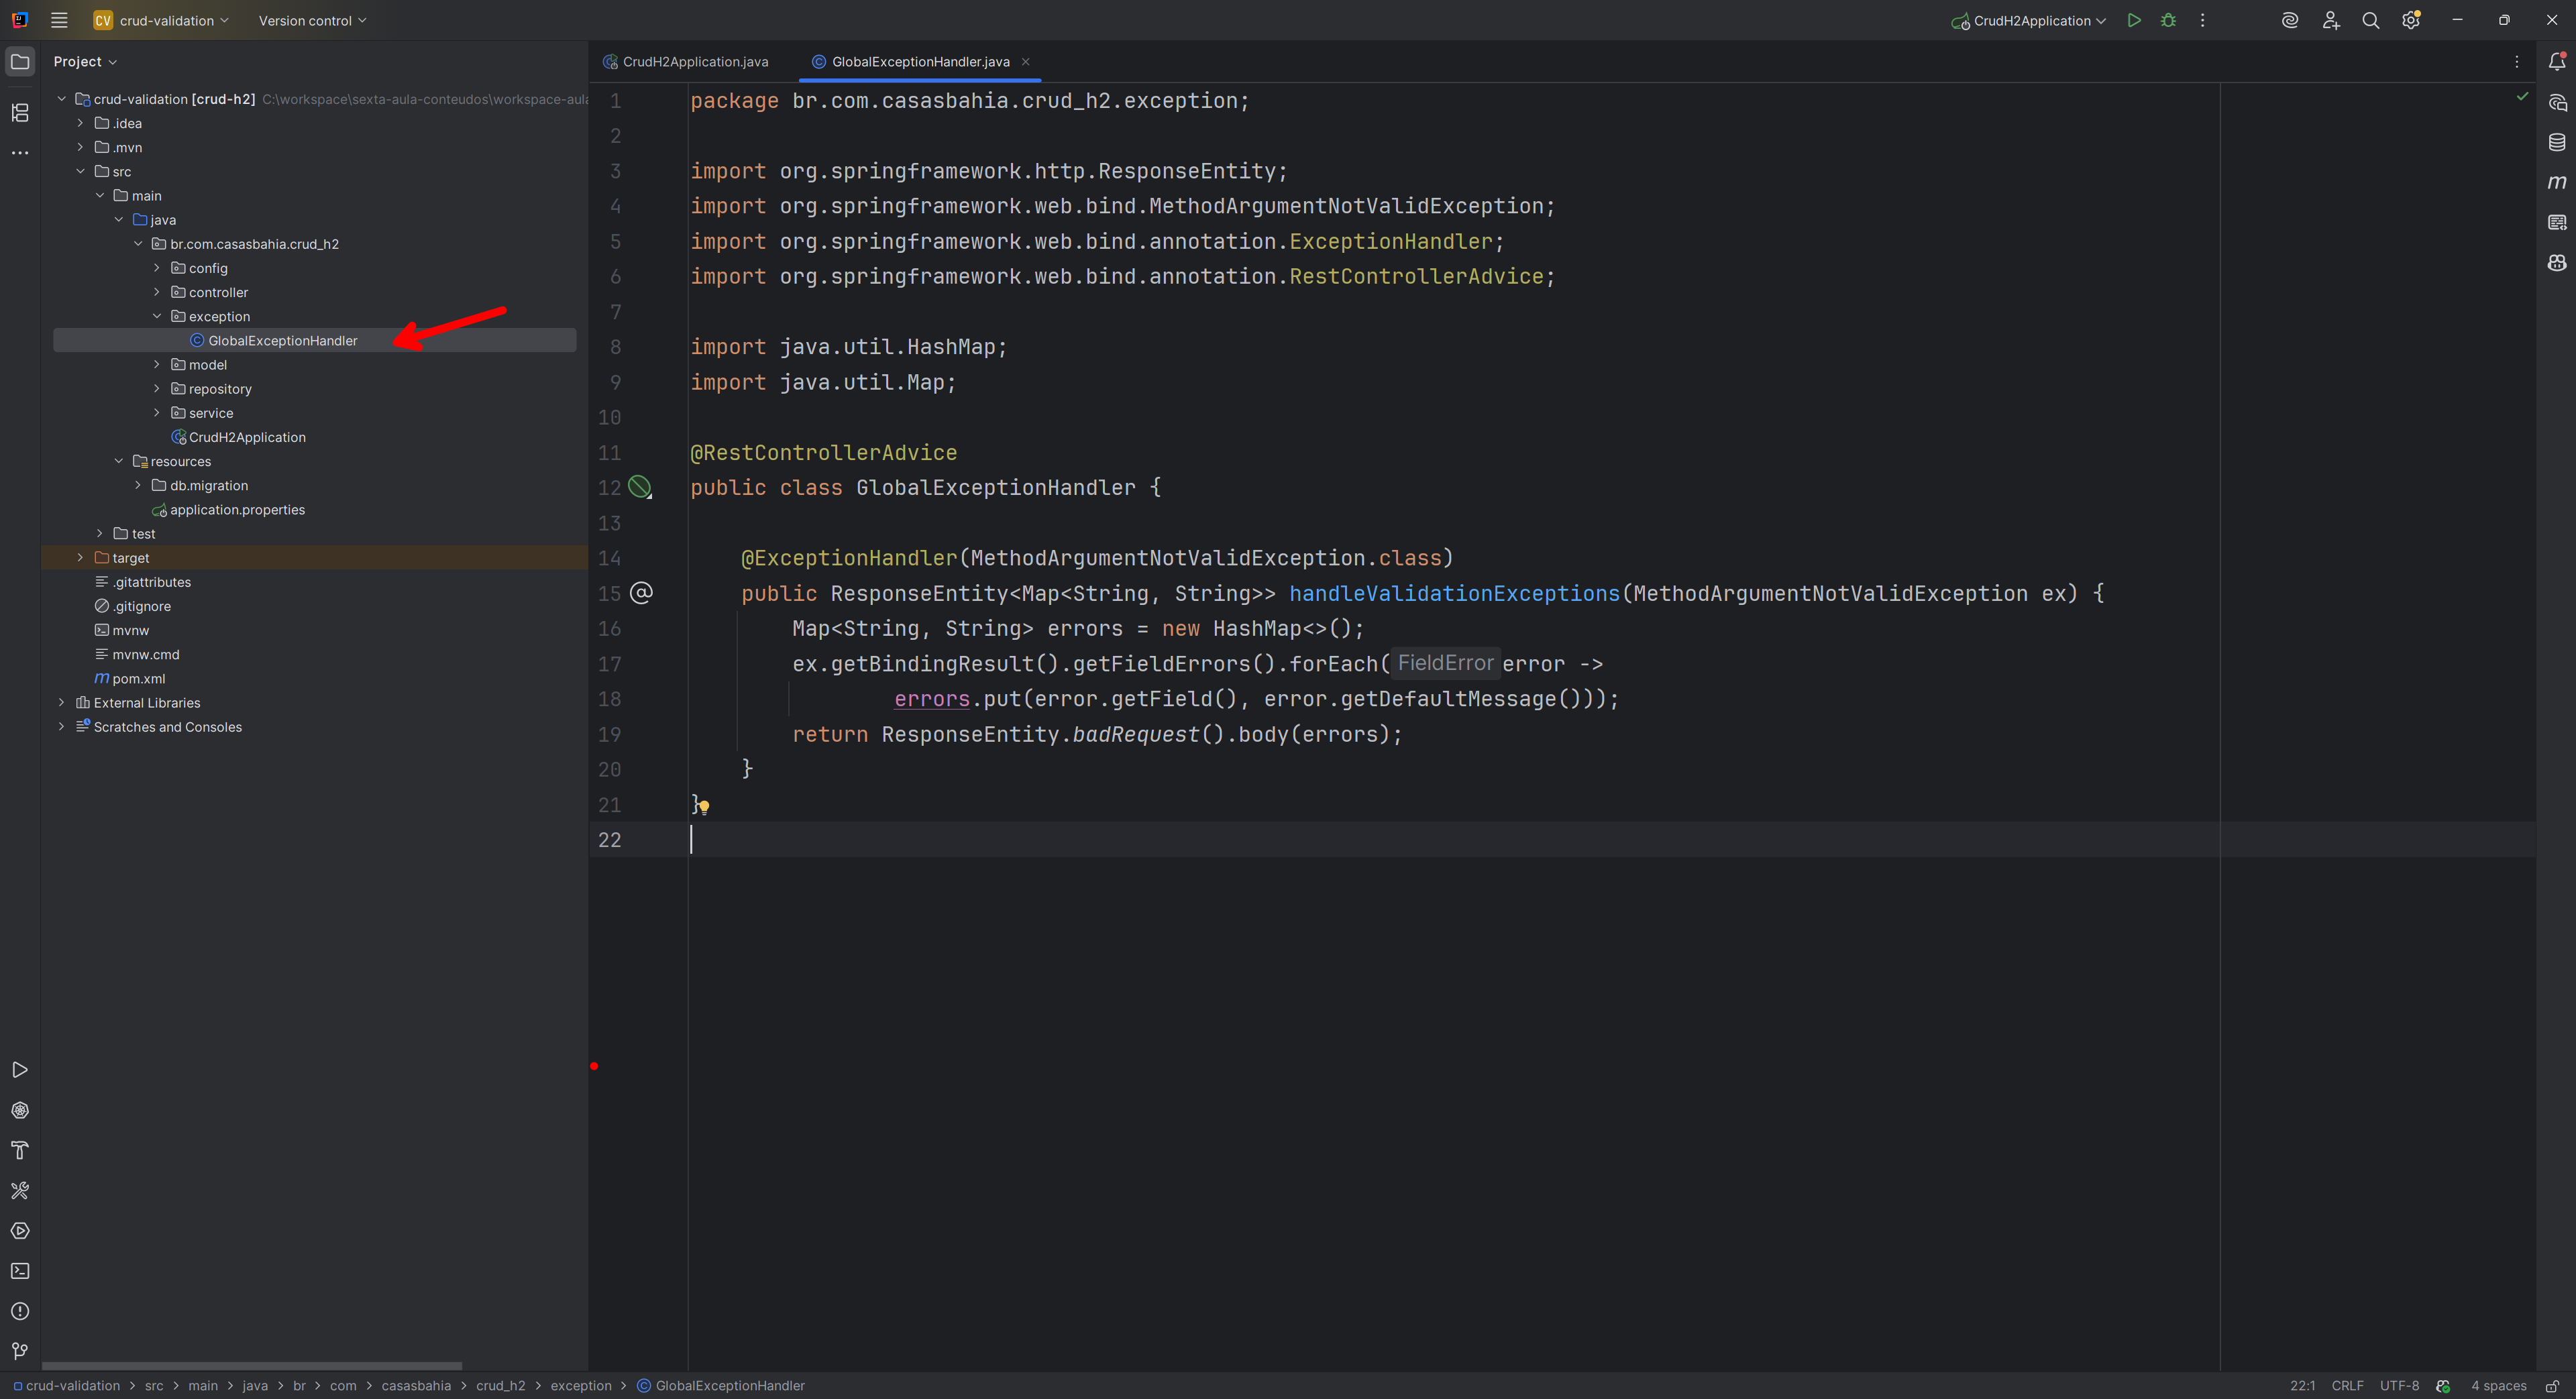 CV crud-validation Version control CrudH2Application
Project
crud-validation [crud-h2] C:\workspace\sexta-aula-conteudos\workspace-aula
.idea
.mvn
src
main
java
br.com.casasbahia.crud_h2
config
controller
exception
GlobalExceptionHandler
model
repository
service
CrudH2Application
resources
db.migration
application.properties
test
target
.gitattributes
.gitignore
mvnw
mvnw.cmd
pom.xml
External Libraries
Scratches and Consoles
CrudH2Application.java GlobalExceptionHandler.java
1 package br.com.casasbahia.crud_h2.exception;
2
3 import org.springframework.http.ResponseEntity;
4 import org.springframework.web.bind.MethodArgumentNotValidException;
5 import org.springframework.web.bind.annotation.ExceptionHandler;
6 import org.springframework.web.bind.annotation.RestControllerAdvice;
7
8 import java.util.HashMap;
9 import java.util.Map;
10
11 @RestControllerAdvice
12 public class GlobalExceptionHandler {
13
14 @ExceptionHandler(MethodArgumentNotValidException.class)
15 public ResponseEntity<Map<String, String>> handleValidationExceptions(MethodArgumentNotValidException ex) {
16 Map<String, String> errors = new HashMap<>();
17 ex.getBindingResult().getFieldErrors().forEach( FieldError error ->
18 errors.put(error.getField(), error.getDefaultMessage()));
19 return ResponseEntity.badRequest().body(errors);
20 }
21 }
22
crud-validation > src > main > java > br > com > casasbahia > crud_h2 > exception > GlobalExceptionHandler 22:1 CRLF UTF-8 4 spaces